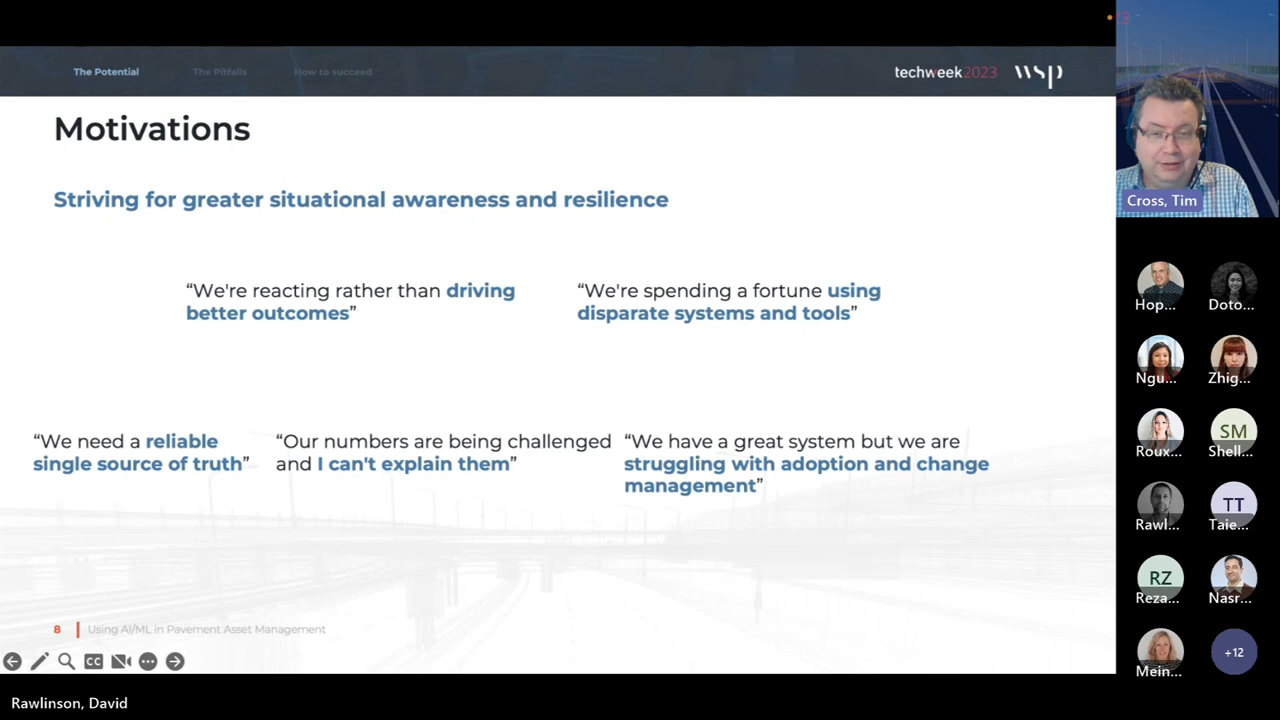 The Potential
The Pitfalls
How to succeed
techweek2023
wsp
Motivations
Striving for greater situational awareness and resilience
“We're reacting rather than driving
better outcomes”
“We're spending a fortune using
disparate systems and tools”
“We need a reliable
single source of truth”
“Our numbers are being challenged
and I can't explain them”
“We have a great system but we are
struggling with adoption and change
management”
8
Using AI/ML in Pavement Asset Management
CC
Rawlinson, David
Cross, Tim
Hop...
Doto...
Ngu...
Zhig...
Roux...
SM
Shell...
Rawl...
TT
Taie...
RZ
Reza...
Nasr...
Mein...
+12